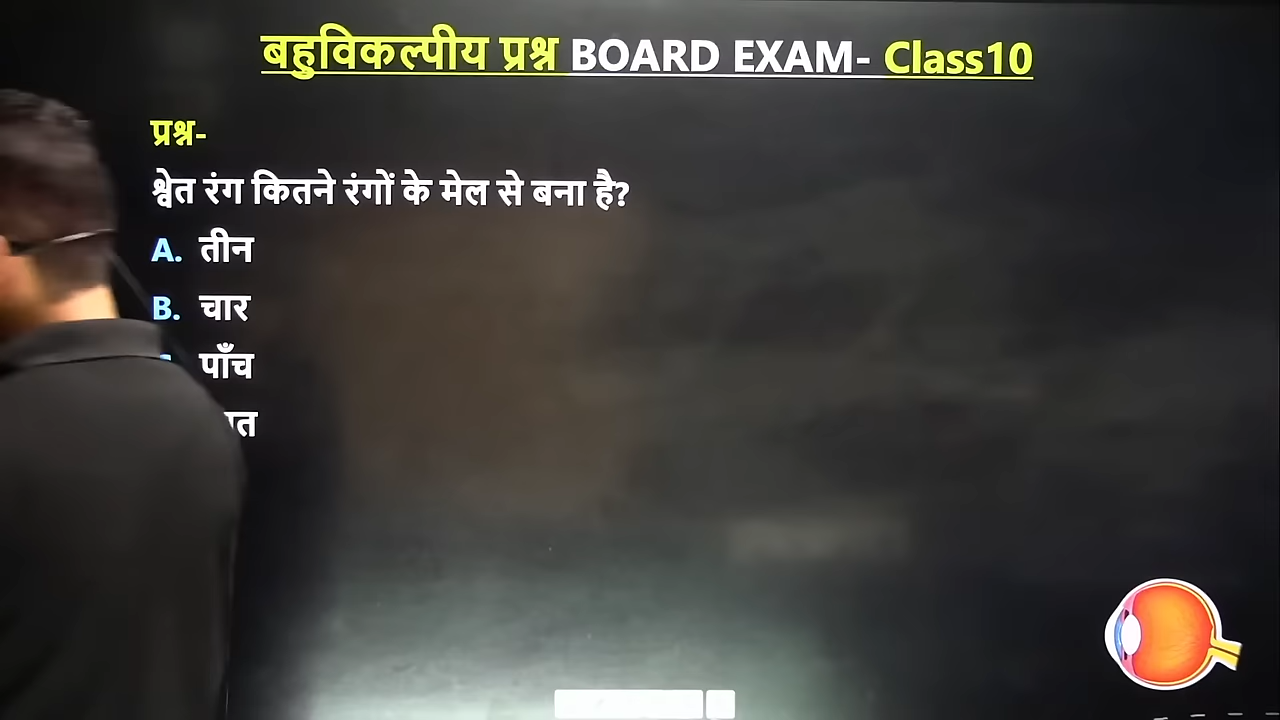 बहुविकल्पीय प्रश्न BOARD EXAM- Class10
प्रश्न-
श्वेत रंग कितने रंगों के मेल से बना है?
A. तीन
B. चार
पाँच